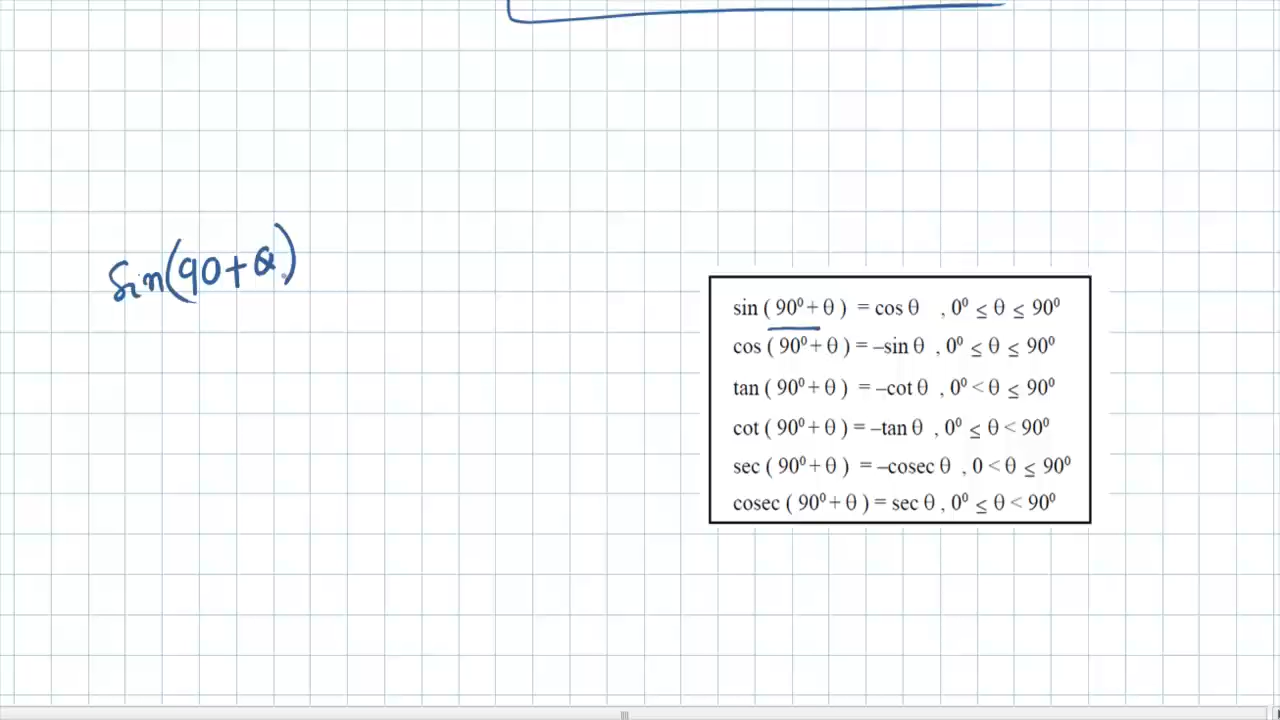 sin(90+θ)
sin ( 90⁰ + θ ) = cos θ , 0⁰ ≤ θ ≤ 90⁰
cos ( 90⁰ + θ ) = –sin θ , 0⁰ ≤ θ ≤ 90⁰
tan ( 90⁰ + θ ) = –cot θ , 0⁰ < θ ≤ 90⁰
cot ( 90⁰ + θ ) = –tan θ , 0⁰ ≤ θ < 90⁰
sec ( 90⁰ + θ ) = –cosec θ , 0 < θ ≤ 90⁰
cosec ( 90⁰ + θ ) = sec θ , 0⁰ ≤ θ < 90⁰